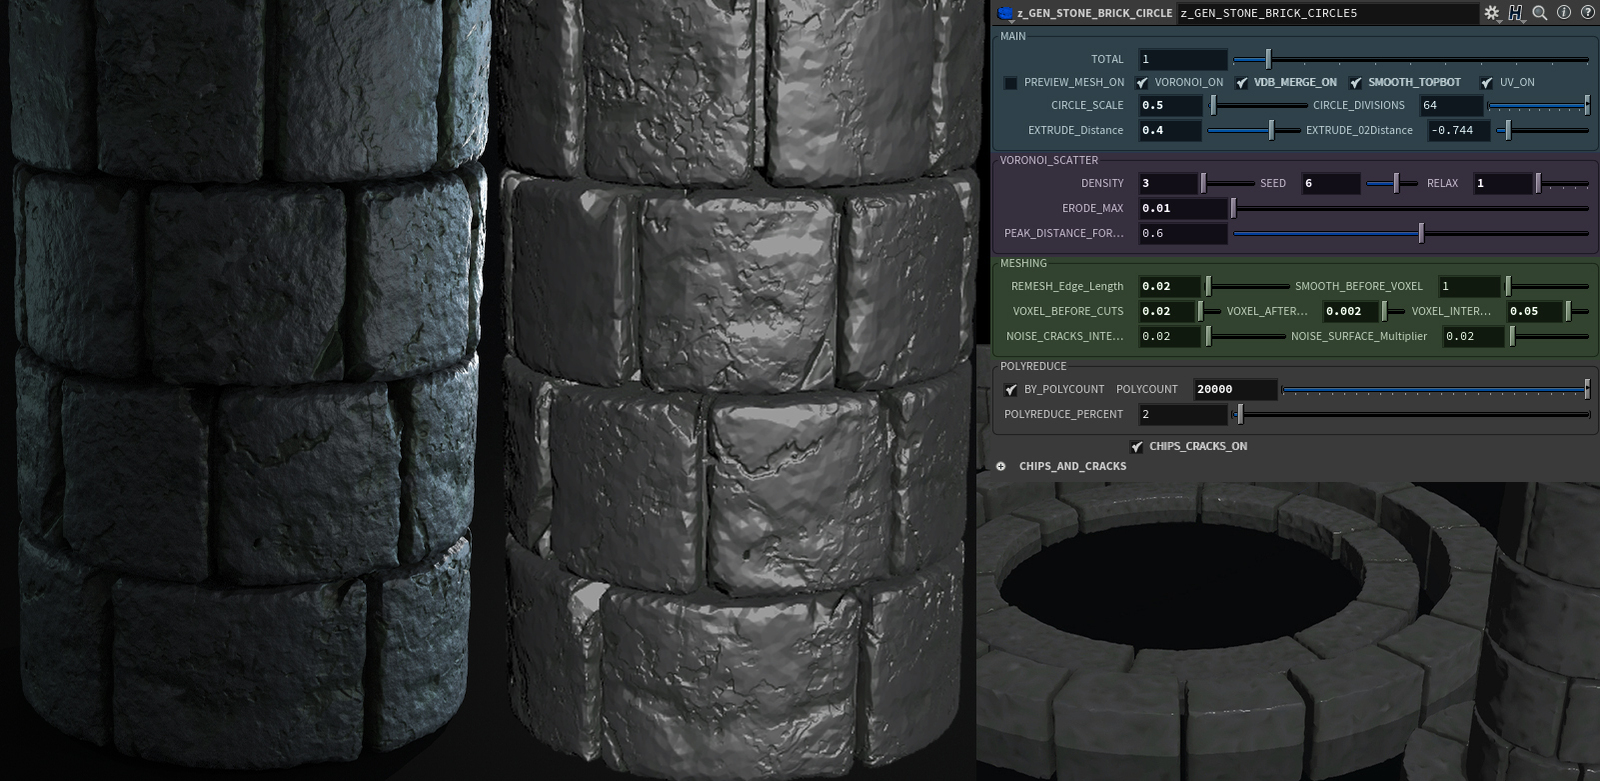 z_GEN_STONE_BRICK_CIRCLE z_GEN_STONE_BRICK_CIRCLE5
MAIN
TOTAL 1
PREVIEW_MESH_ON VORONOI_ON VDB_MERGE_ON SMOOTH_TOPBOT UV_ON
CIRCLE_SCALE 0.5 CIRCLE_DIVISIONS 64
EXTRUDE_Distance 0.4 EXTRUDE_02Distance -0.744
VORONOI_SCATTER
DENSITY 3 SEED 6 RELAX 1
ERODE_MAX 0.01
PEAK_DISTANCE_FOR... 0.6
MESHING
REMESH_Edge_Length 0.02 SMOOTH_BEFORE_VOXEL 1
VOXEL_BEFORE_CUTS 0.02 VOXEL_AFTER... 0.002 VOXEL_INTER... 0.05
NOISE_CRACKS_INTE... 0.02 NOISE_SURFACE_Multiplier 0.02
POLYREDUCE
BY_POLYCOUNT POLYCOUNT 20000
POLYREDUCE_PERCENT 2
CHIPS_CRACKS_ON
CHIPS_AND_CRACKS